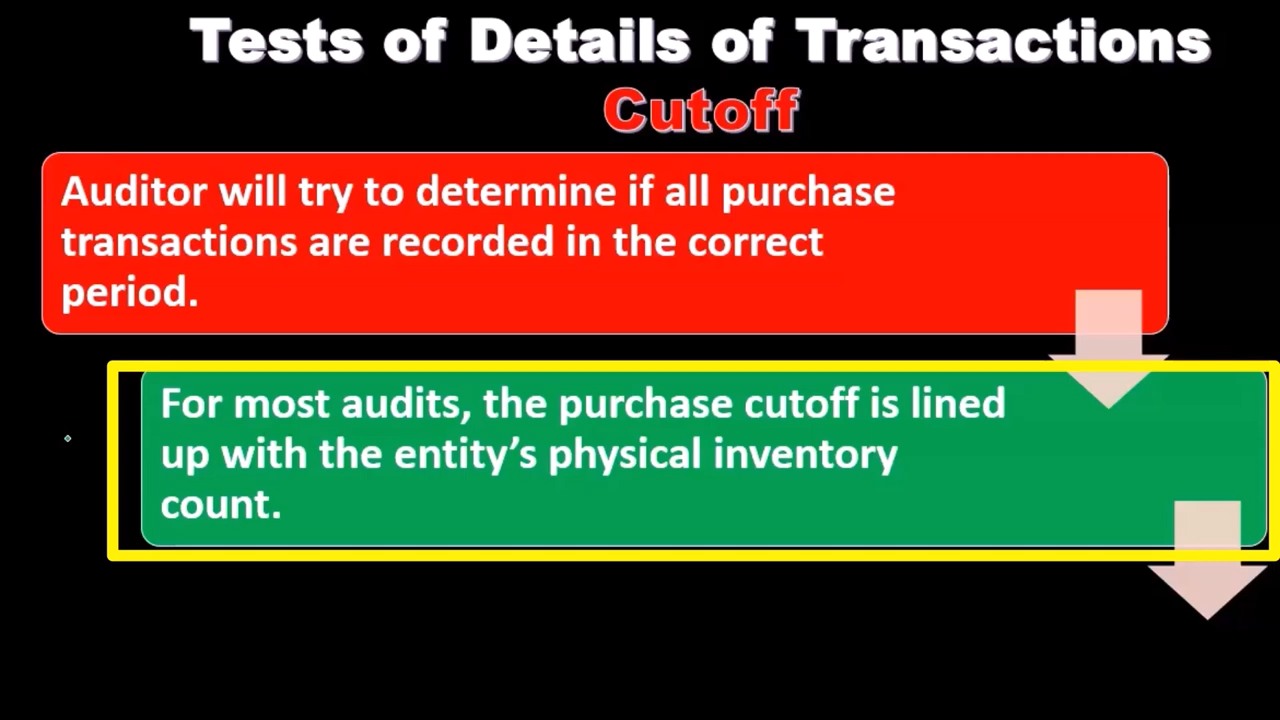 Tests of Details of Transactions
Cutoff
Auditor will try to determine if all purchase
transactions are recorded in the correct
period.
For most audits, the purchase cutoff is lined
up with the entity’s physical inventory
count.